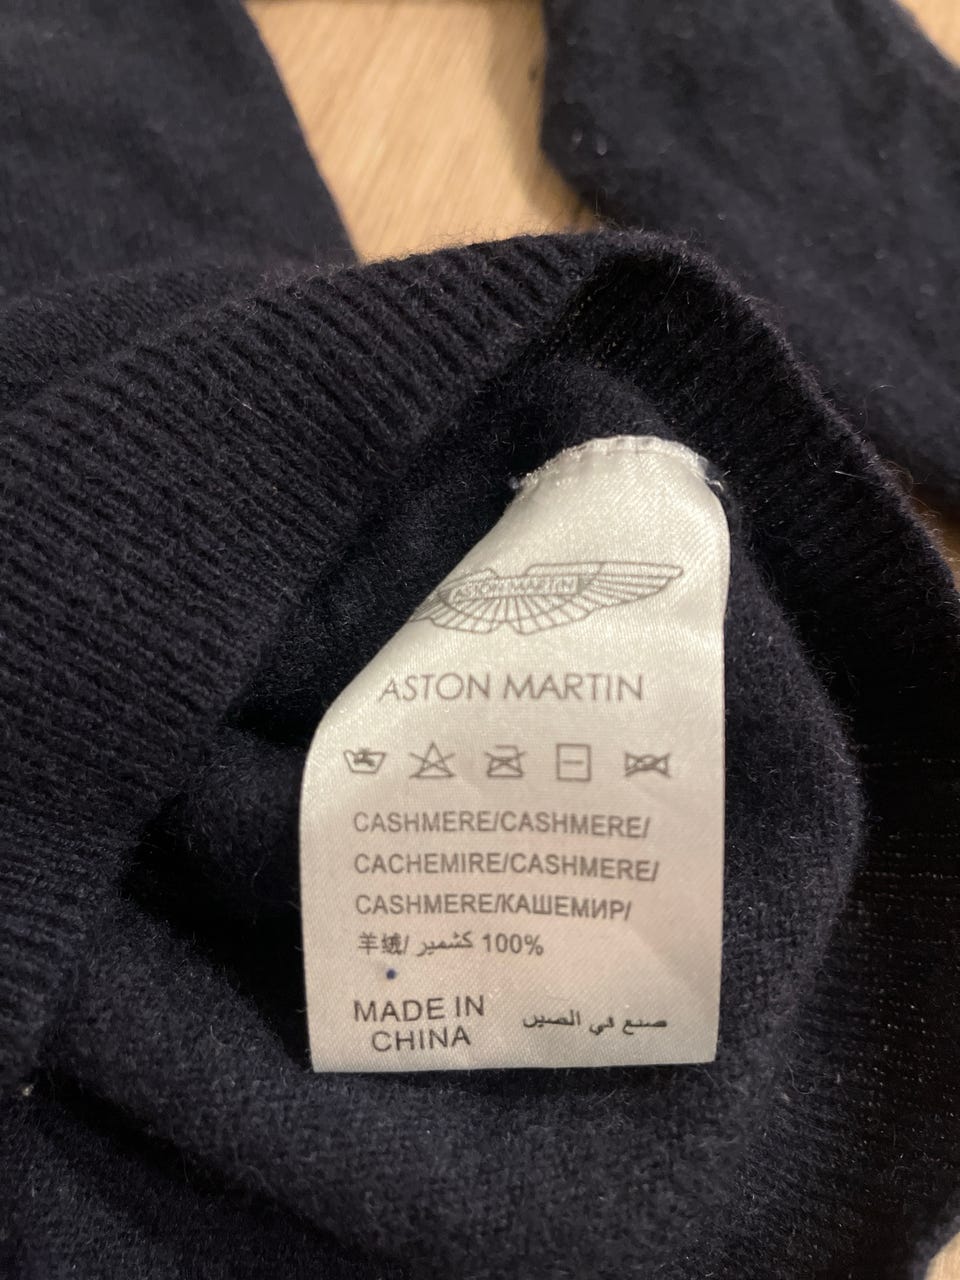 ASTON MARTIN
ASTON MARTIN
CASHMERE/CASHMERE/
CACHEMIRE/CASHMERE/
CASHMERE/КАШЕМИР/
羊绒/ كشمير 100%
MADE IN
CHINA
صنع في الصين